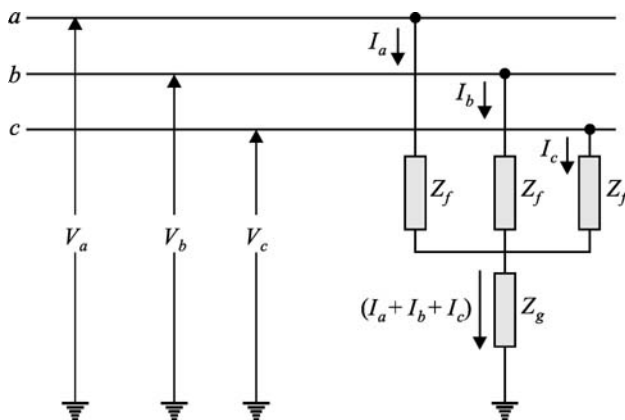 a
I_a
b
I_b
c
I_c
Z_f Z_f Z_f
V_a V_b V_c
(I_a + I_b + I_c) Z_g